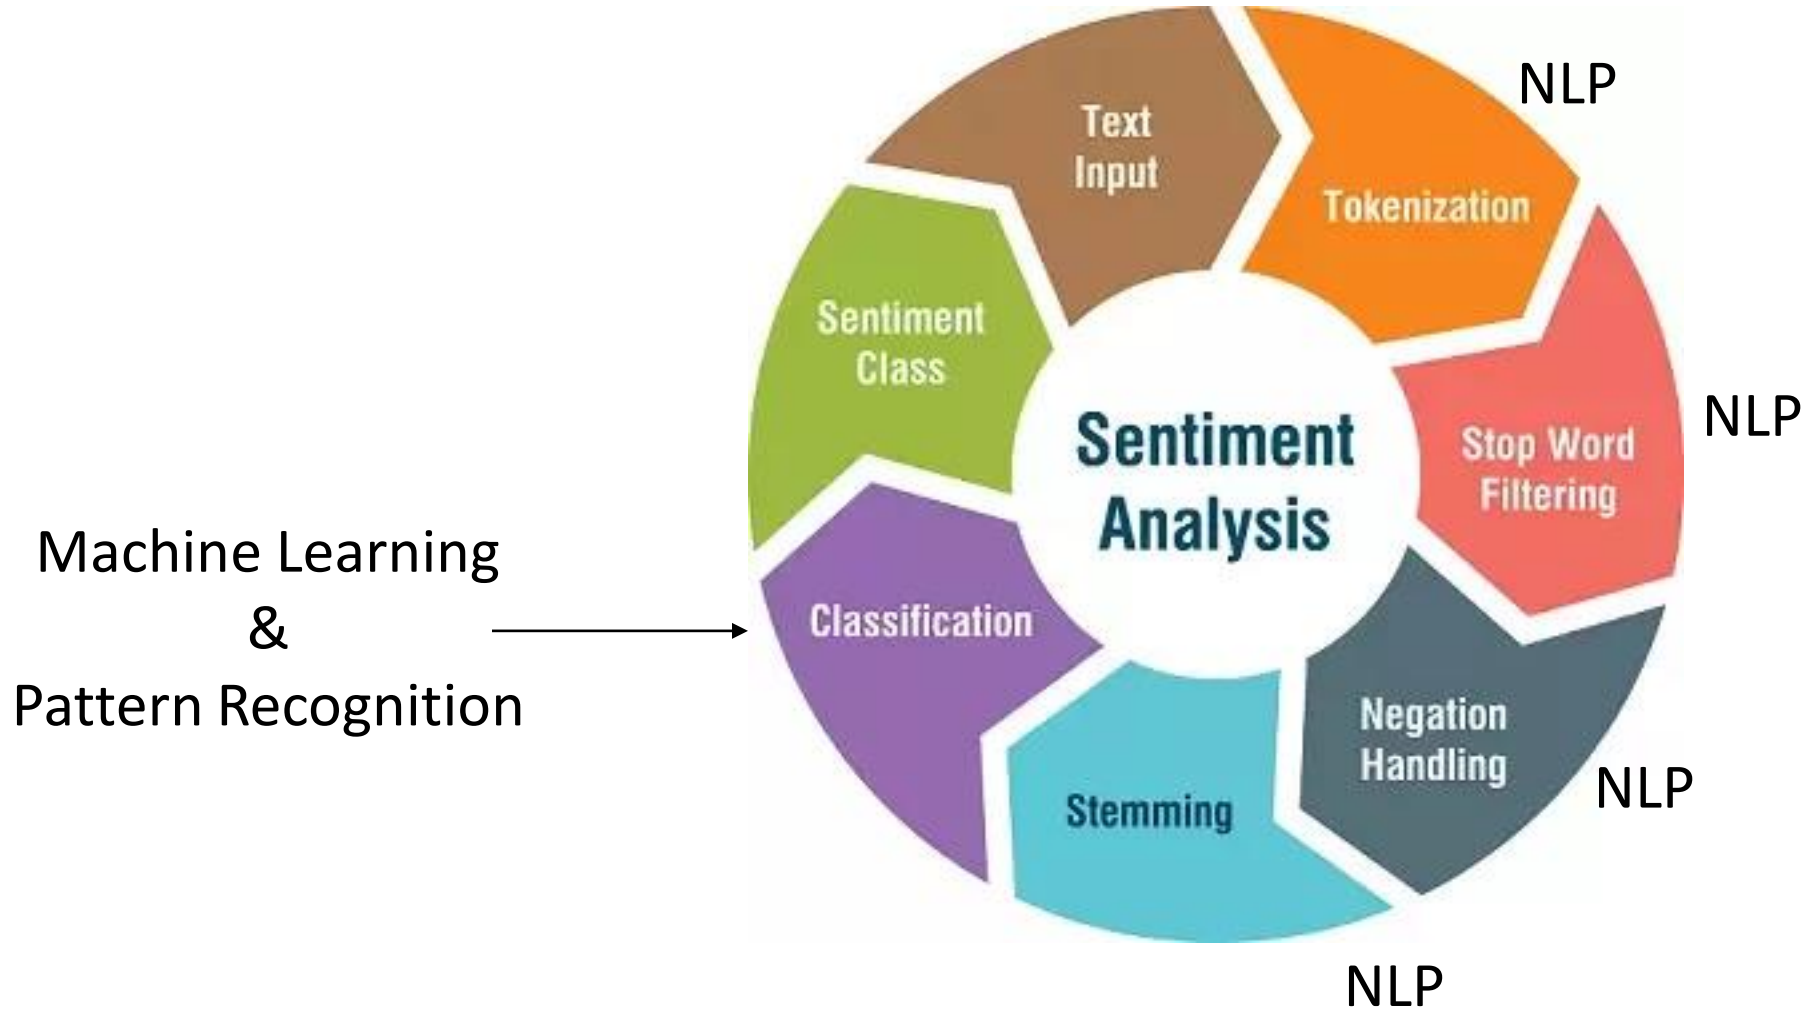 Text
Input
NLP
Tokenization
Sentiment
Class
Sentiment
Analysis
NLP
Stop Word
Filtering
Machine Learning
&
Pattern Recognition
Classification
Negation
Handling
NLP
Stemming
NLP